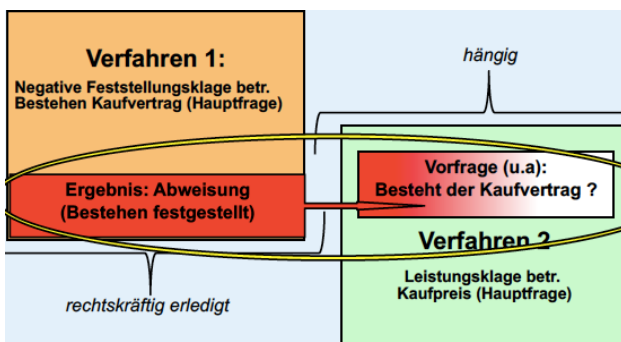 Verfahren 1:
Negative Feststellungsklage betr.
Bestehen Kaufvertrag (Hauptfrage)
Ergebnis: Abweisung
(Bestehen festgestellt)
rechtskräftig erledigt
hängig
Vorfrage (u.a):
Besteht der Kaufvertrag ?
Verfahren 2
Leistungsklage betr.
Kaufpreis (Hauptfrage)